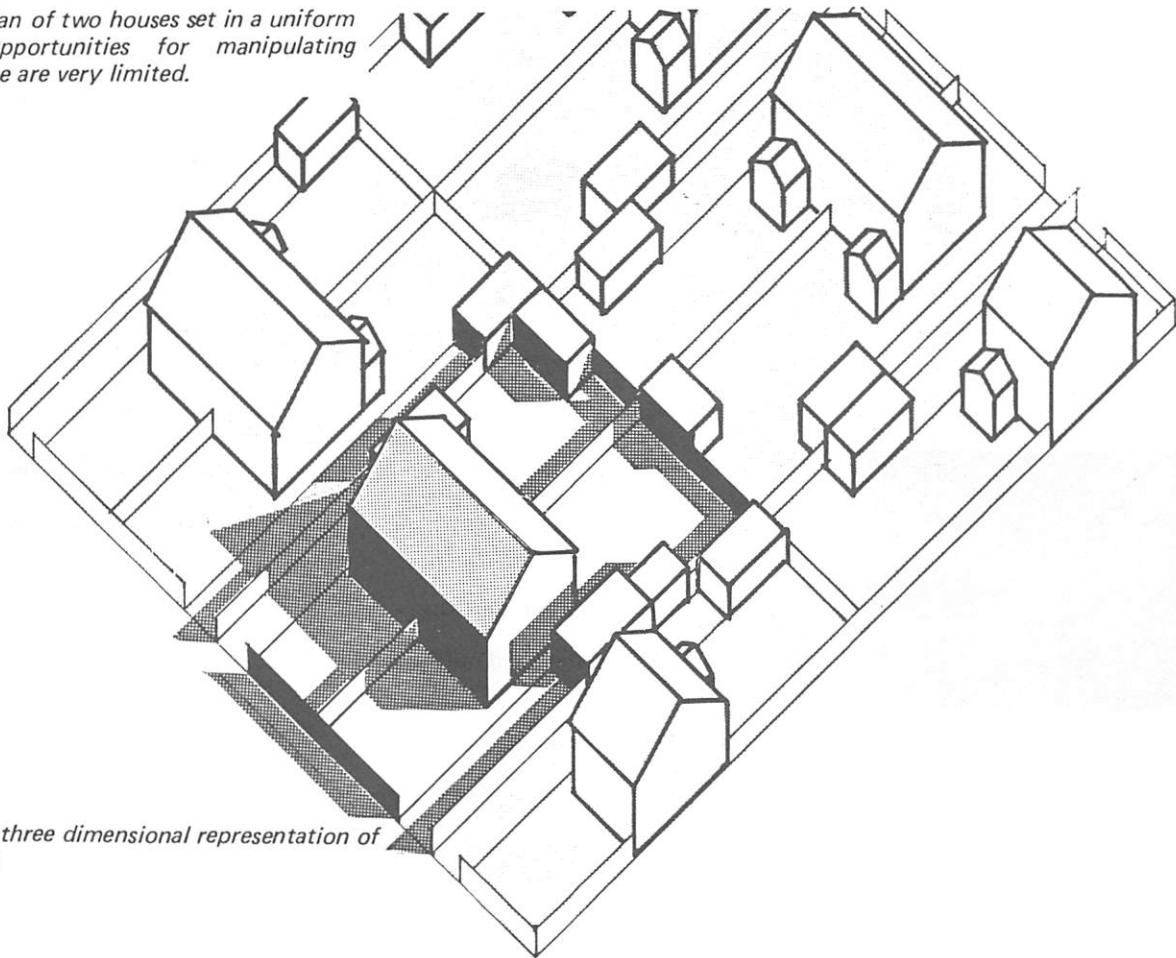 an of two houses set in a uniform
pportunities for manipulating
e are very limited.
three dimensional representation of